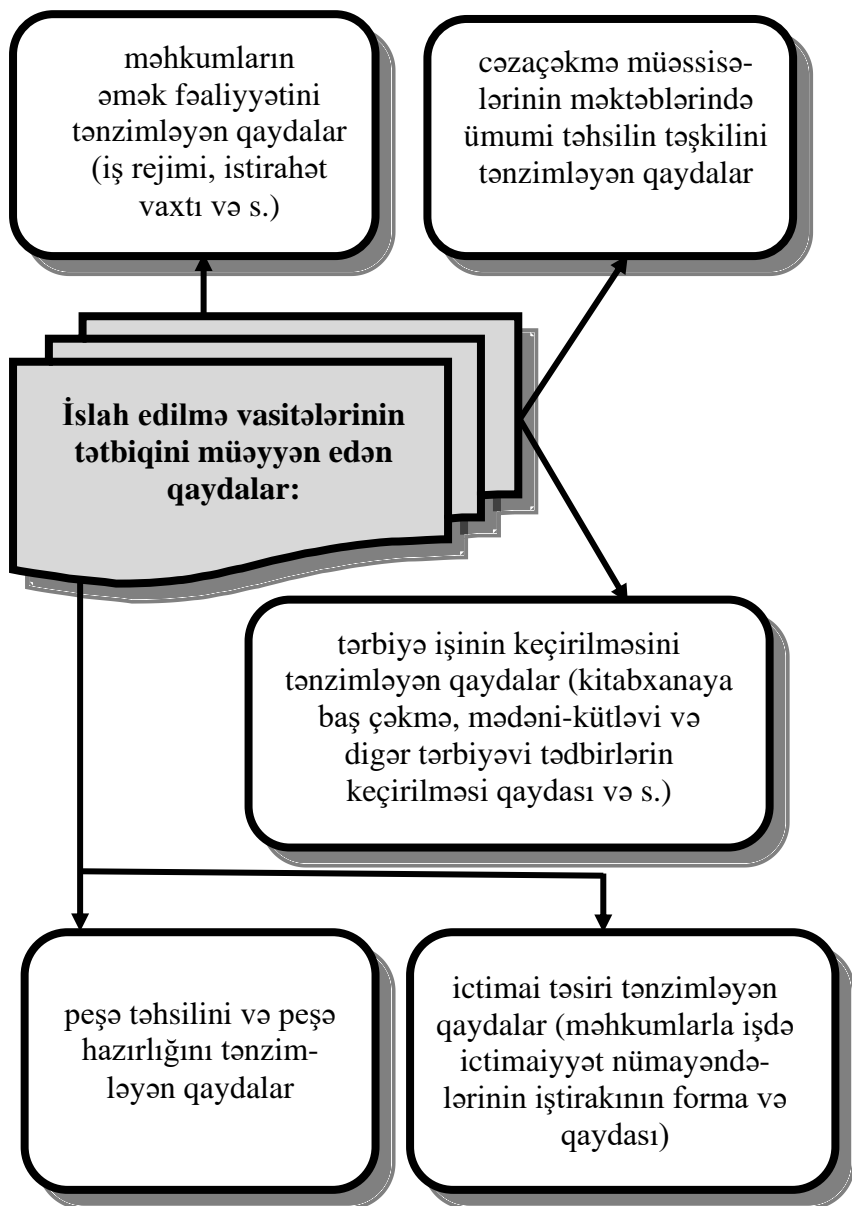 məhkumların
əmək fəaliyyətini
tənzimləyən qaydalar
(iş rejimi, istirahət
vaxtı və s.)
cəzaçəkmə müəssisə-
lərinin məktəblərində
ümumi təhsilin təşkilini
tənzimləyən qaydalar
İslah edilmə vasitələrinin
tətbiqini müəyyən edən
qaydalar:
tərbiyə işinin keçirilməsini
tənzimləyən qaydalar (kitabxanaya
baş çəkmə, mədəni-kütləvi və
digər tərbiyəvi tədbirlərin
keçirilməsi qaydası və s.)
peşə təhsilini və peşə
hazırlığını tənzim-
ləyən qaydalar
ictimai təsiri tənzimləyən
qaydalar (məhkumlarla işdə
ictimaiyyət nümayəndə-
lərinin iştirakının forma və
qaydası)